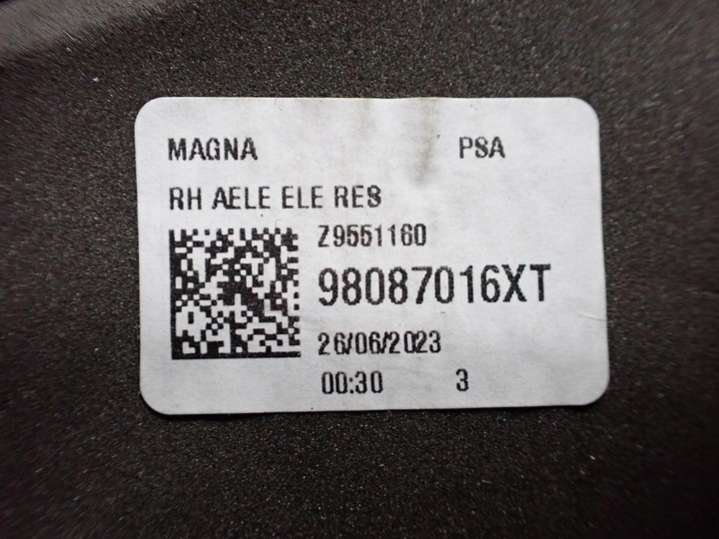 MAGNA PSA
RH AELE ELE RES
Z9551160
98087016XT
26/06/2023
00:30 3